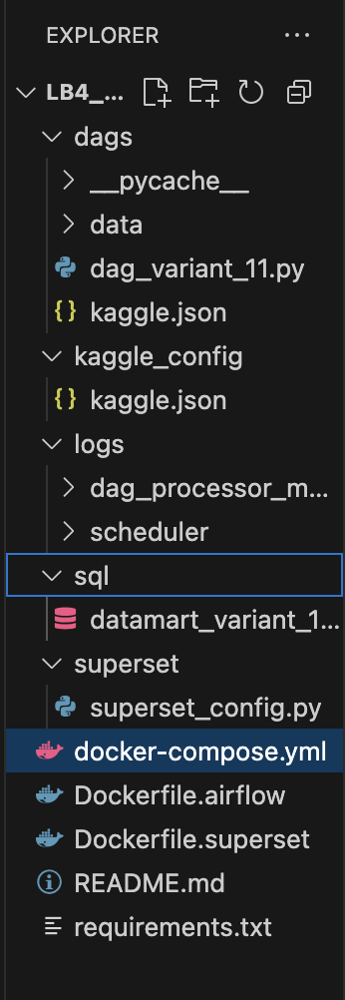 EXPLORER
LB4_...
dags
__pycache__
data
dag_variant_11.py
kaggle.json
kaggle_config
kaggle.json
logs
dag_processor_m...
scheduler
sql
datamart_variant_1...
superset
superset_config.py
docker-compose.yml
Dockerfile.airflow
Dockerfile.superset
README.md
requirements.txt